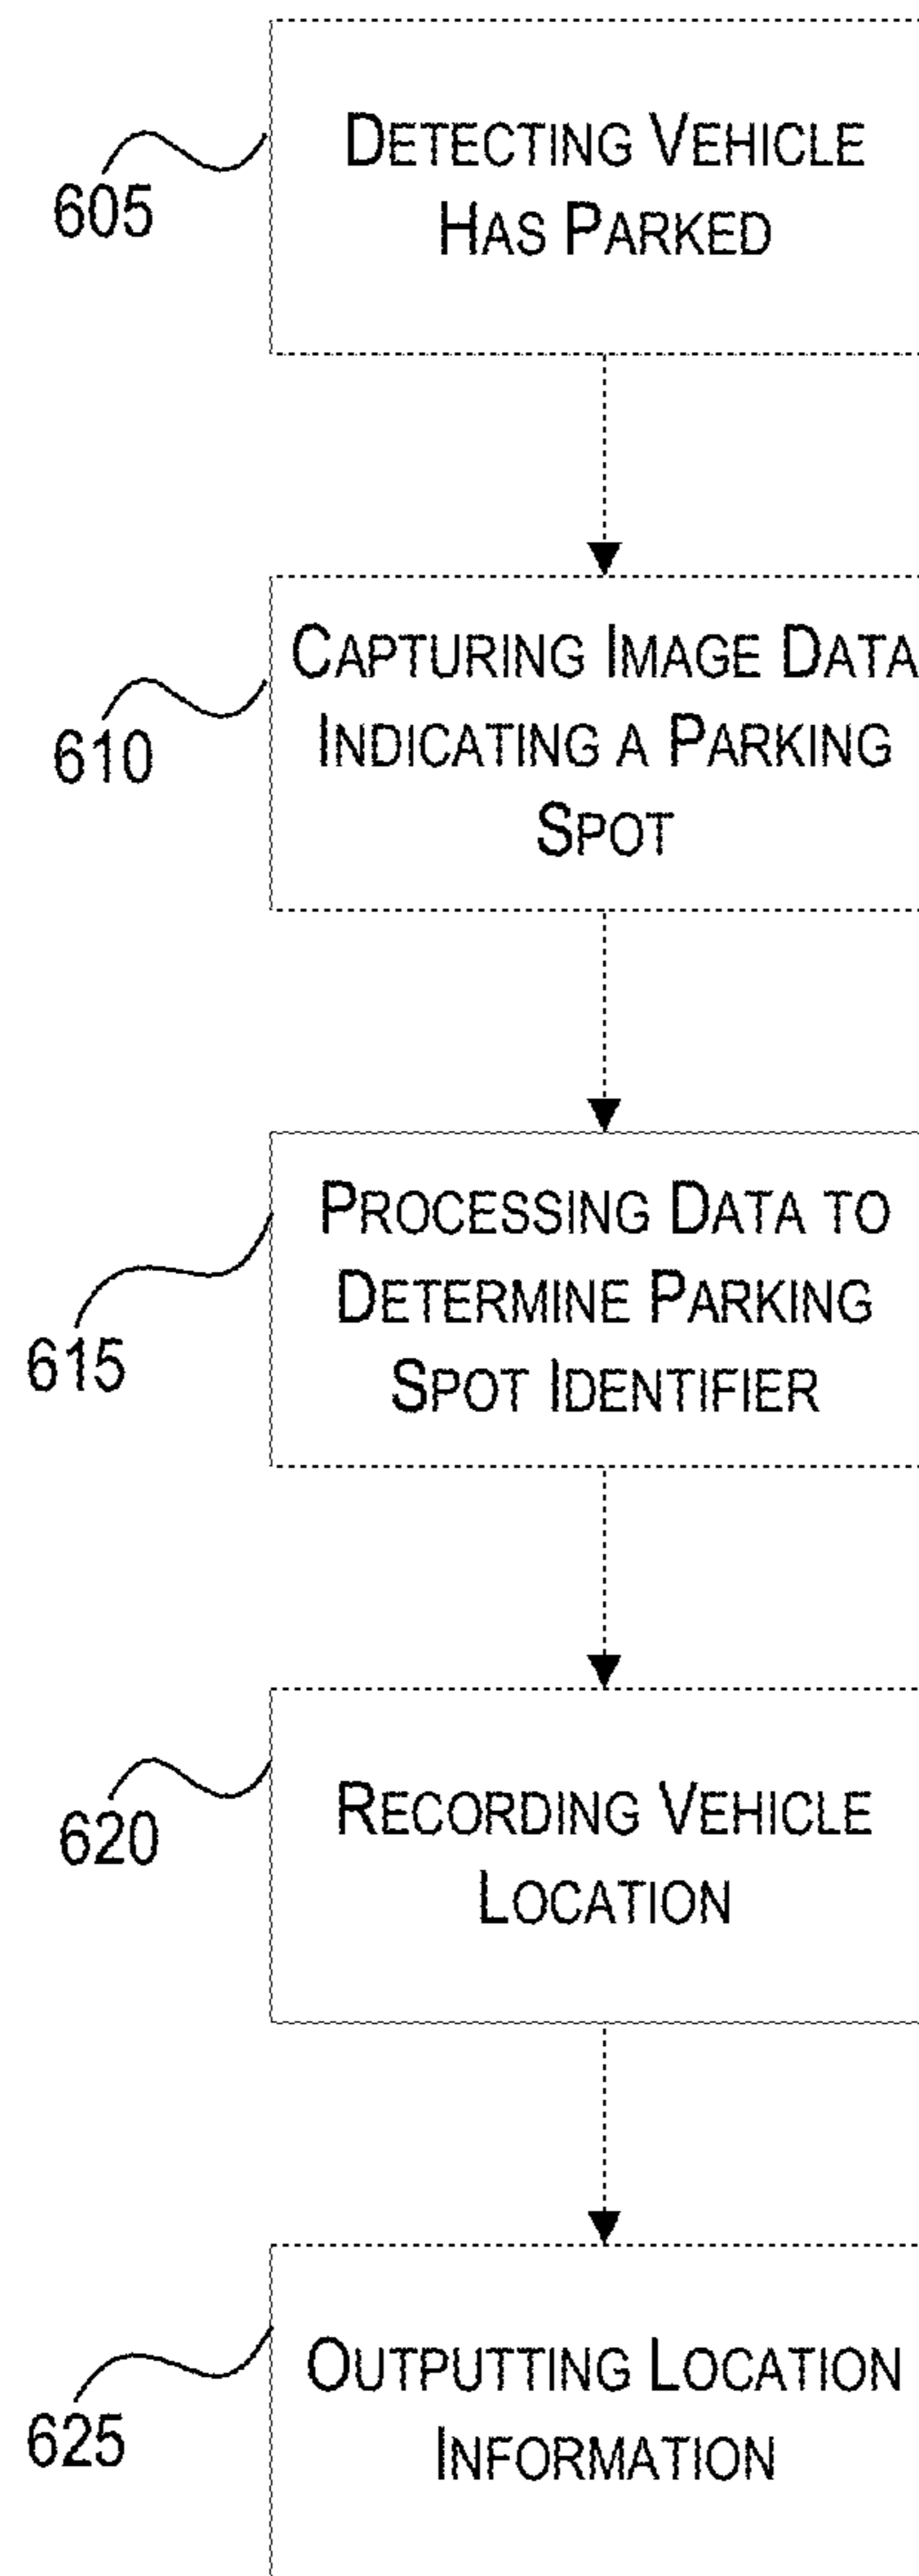 DETECTING VEHICLE
HAS PARKED
605
CAPTURING IMAGE DATA
INDICATING A PARKING
SPOT
610
PROCESSING DATA TO
DETERMINE PARKING
SPOT IDENTIFIER
615
RECORDING VEHICLE
LOCATION
620
OUTPUTTING LOCATION
INFORMATION
625